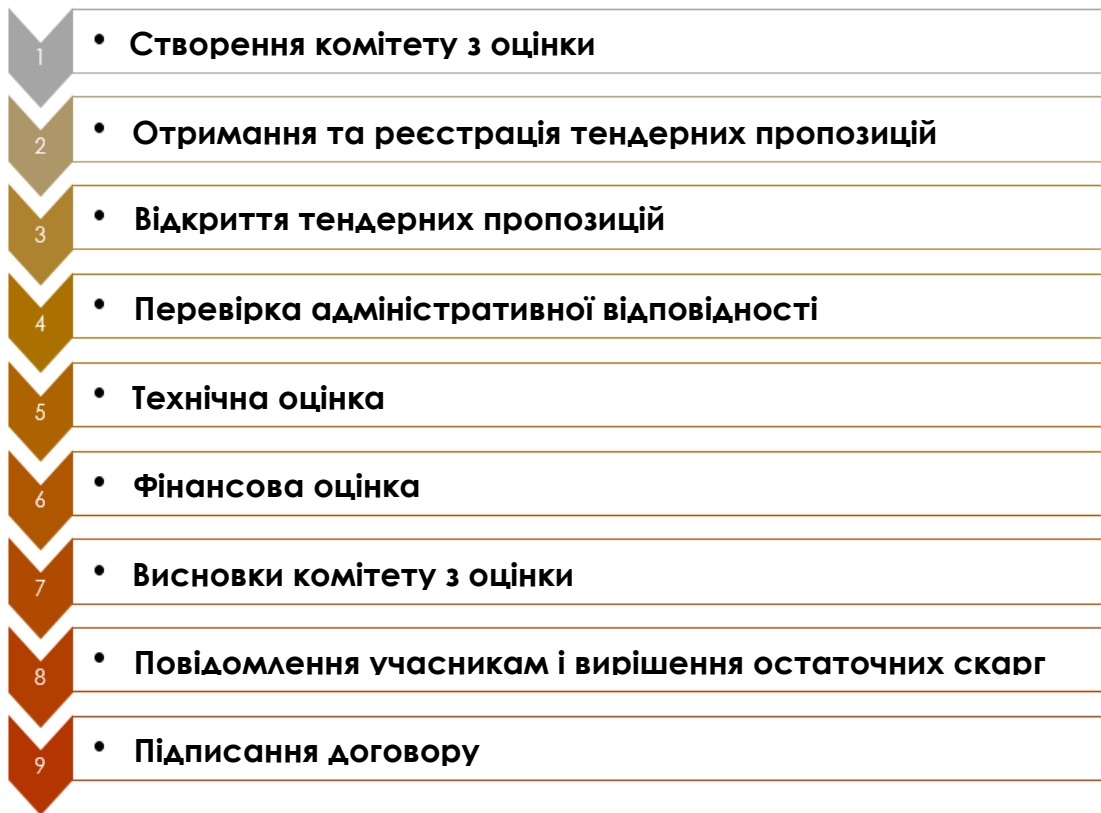 1 • Створення комітету з оцінки
2 • Отримання та реєстрація тендерних пропозицій
3 • Відкриття тендерних пропозицій
4 • Перевірка адміністративної відповідності
5 • Технічна оцінка
6 • Фінансова оцінка
7 • Висновки комітету з оцінки
8 • Повідомлення учасникам і вирішення остаточних скарг
9 • Підписання договору